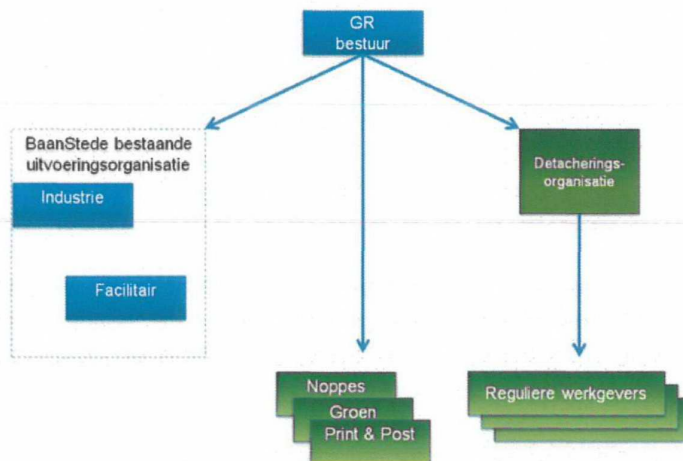 GR
bestuur
BaanStede bestaande
uitvoeringsorganisatie
Industrie
Facilitair
Detacherings-
organisatie
Noppes
Groen
Print & Post
Reguliere werkgevers